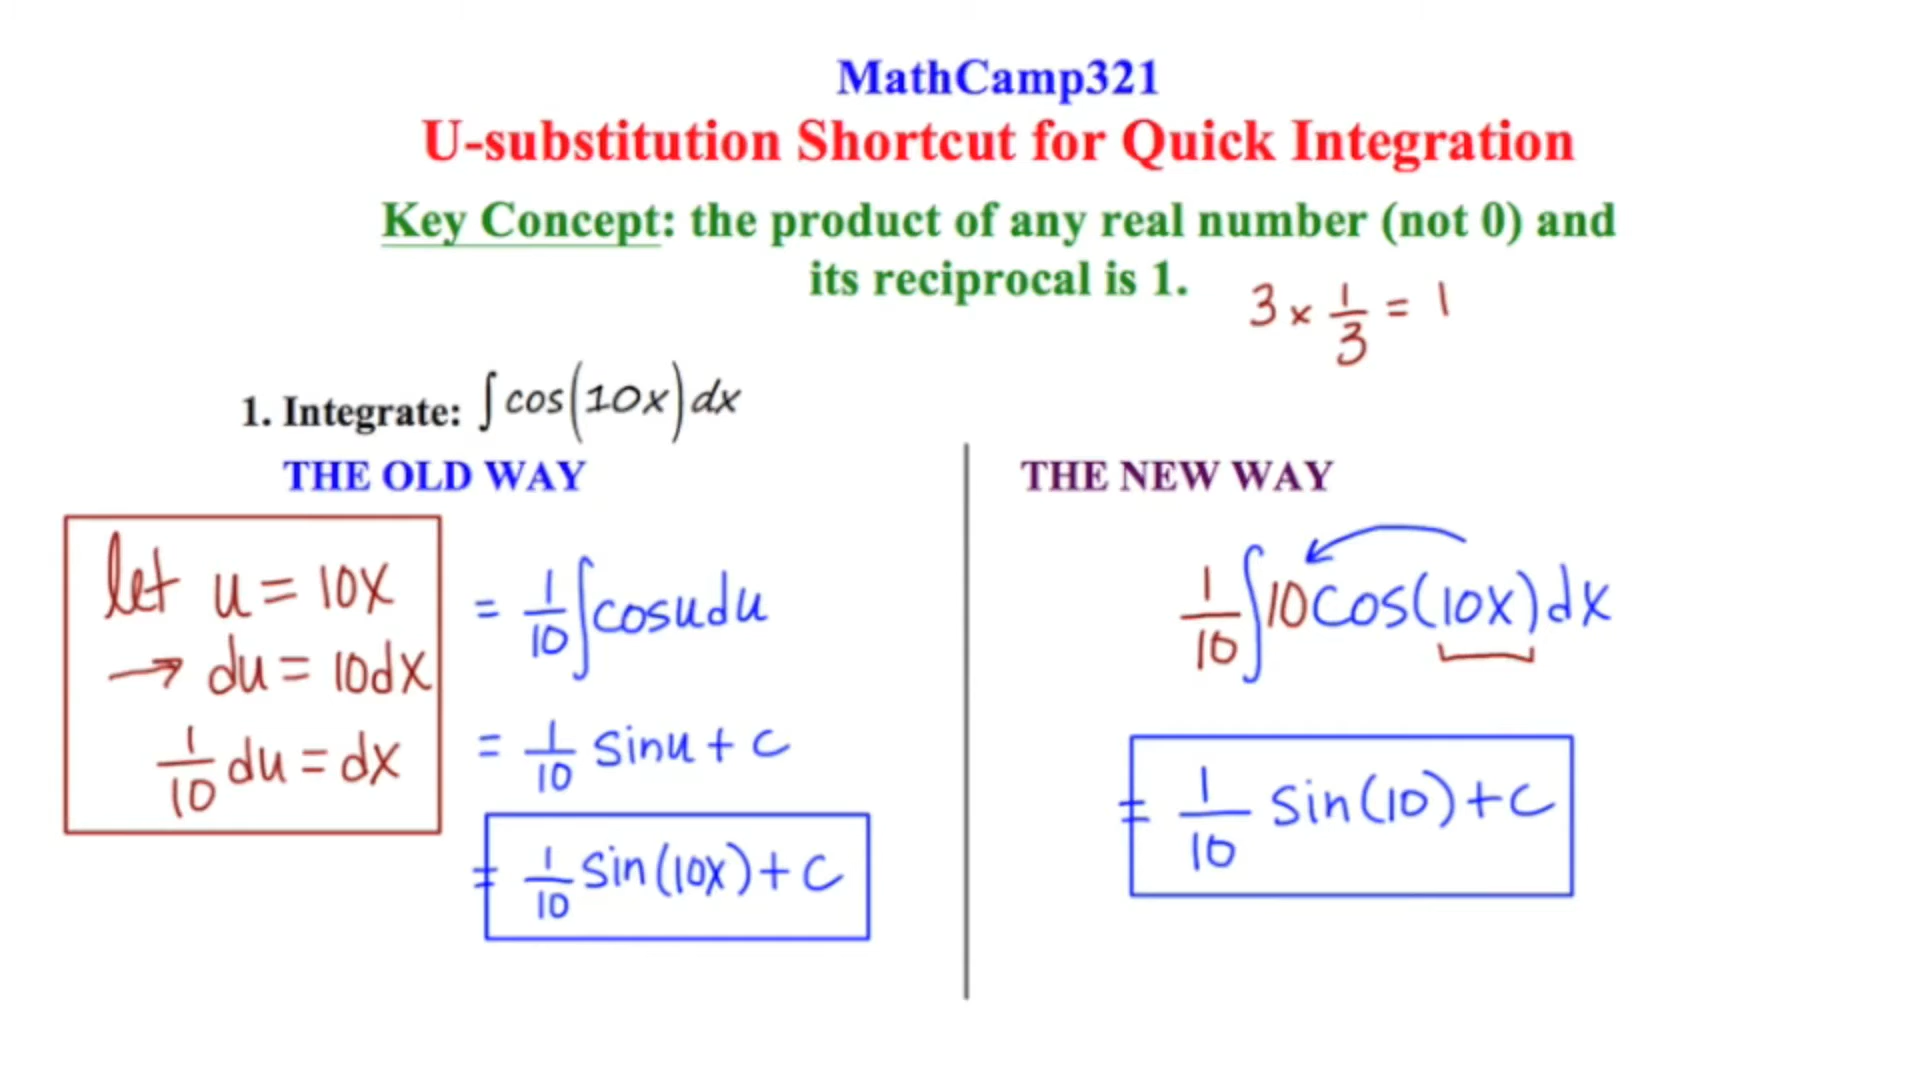 MathCamp321
U-substitution Shortcut for Quick Integration
Key Concept: the product of any real number (not 0) and
its reciprocal is 1.
3 × 1/3 = 1
1. Integrate: ∫cos(10x)dx
THE OLD WAY
let u = 10x
→ du = 10dx
1/10 du = dx
= 1/10 ∫cosudu
= 1/10 sinu + c
= 1/10 sin(10x) + c
THE NEW WAY
1/10 ∫10cos(10x)dx
= 1/10 sin(10) + c